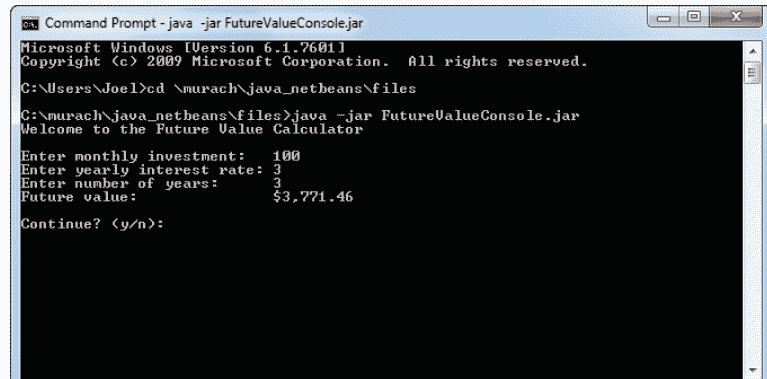 Command Prompt - java -jar FutureValueConsole.jar
Microsoft Windows [Version 6.1.7601]
Copyright (c) 2009 Microsoft Corporation. All rights reserved.
C:\Users\Joel>cd \murach\java_netbeans\files
C:\murach\java_netbeans\files>java -jar FutureValueConsole.jar
Welcome to the Future Value Calculator
Enter monthly investment: 100
Enter yearly interest rate: 3
Enter number of years: 3
Future value: $3,771.46
Continue? (y/n):